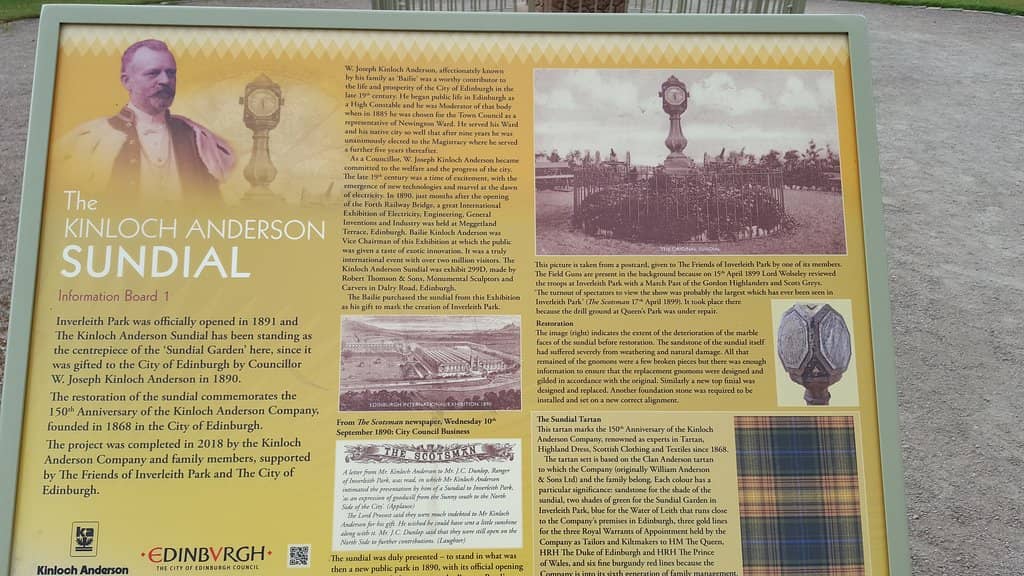 The
KINLOCH ANDERSON
SUNDIAL
Information Board 1
Inverleith Park was officially opened in 1891 and
The Kinloch Anderson Sundial has been standing
as the centrepiece of the 'Sundial Garden' here, since it
was gifted to the City of Edinburgh by Councillor
W. Joseph Kinloch Anderson in 1890.
The restoration of the sundial commemorates the
150th Anniversary of the Kinloch Anderson Company,
founded in 1868 in the City of Edinburgh.
The project was completed in 2018 by the Kinloch
Anderson Company and family members, supported
by The Friends of Inverleith Park and The City of
Edinburgh.
Kinloch Anderson
•EDINBVRGH•
THE CITY OF EDINBURGH COUNCIL
W. Joseph Kinloch Anderson, affectionately known
by his family as 'Bailie' was a worthy contributor to
the life and prosperity of the City of Edinburgh in the
late 19th century. He began public life in Edinburgh as
a High Constable and he was Moderator of that body
when in 1885 he was chosen for the Town Council as a
representative of Newington Ward. He served his Ward
and his native city so well that after nine years he was
unanimously elected to the Magistracy where he served
a further five years thereafter.
As a Councillor, W. Joseph Kinloch Anderson became
committed to the welfare and the progress of the city.
The late 19th century was a time of excitement, with the
emergence of new technologies and marvel at the dawn
of electricity. In 1890, just months after the opening
of the Forth Railway Bridge, a great International
Exhibition of Electricity, Engineering, General
Inventions and Industry was held at Meggetland
Terrace, Edinburgh. Bailie Kinloch Anderson was
Vice Chairman of this Exhibition at which the public
was given a taste of exotic innovation. It was a truly
international event with over two million visitors. The
Kinloch Anderson Sundial was exhibit 299D, made by
Robert Thomson & Sons, Monumental Sculptors and
Carvers in Dalry Road, Edinburgh.
The Bailie purchased the sundial from this Exhibition
as his gift to mark the creation of Inverleith Park.
EDINBURGH INTERNATIONAL EXHIBITION 1890
From The Scotsman newspaper, Wednesday 10th
September 1890: City Council Business
THE SCOTSMAN
A letter from Mr Kinloch Anderson to Mr J.C. Dunlop, Ranger
of Inverleith Park, was read, in which Mr Kinloch Anderson
intimated the presentation by him of a Sundial to Inverleith Park,
'as an expression of goodwill from the Sunny south to the North
Side of the City. (Applause)
The Lord Provost said they were much indebted to Mr Kinloch
Anderson for his gift. He wished he could have sent a little sunshine
along with it. Mr. J.C. Dunlop said that they were still open on the
North Side to further contributions. (Laughter)
The sundial was duly presented – to stand in what was
then a new public park in 1890, with its official opening
THE ORIGINAL SUNDIAL
This picture is taken from a postcard, given to The Friends of Inverleith Park by one of its members.
The Field Guns are present in the background because on 15th April 1899 Lord Wolseley reviewed
the troops at Inverleith Park with a March Past of the Gordon Highlanders and Scots Greys.
'The turnout of spectators to view the show was probably the largest which has ever been seen in
Inverleith Park' (The Scotsman 17th April 1899). It took place there
because the drill ground at Queen's Park was under repair.
Restoration
The image (right) indicates the extent of the deterioration of the marble
faces of the sundial before restoration. The sandstone of the sundial itself
had suffered severely from weathering and natural damage. All that
remained of the gnomons were a few broken pieces but there was enough
information to ensure that the replacement gnomons were designed and
gilded in accordance with the original. Similarly a new top finial was
designed and replaced. Another foundation stone was required to be
installed and set on a new correct alignment.
The Sundial Tartan
This tartan marks the 150th Anniversary of the Kinloch
Anderson Company, renowned as experts in Tartan,
Highland Dress, Scottish Clothing and Textiles since 1868.
The tartan sett is based on the Clan Anderson tartan
to which the Company (originally William Anderson
& Sons Ltd) and the family belong. Each colour has a
particular significance: sandstone for the shade of the
sundial, two shades of green for the Sundial Garden in
Inverleith Park, blue for the Water of Leith that runs close
to the Company's premises in Edinburgh, three gold lines
for the three Royal Warrants of Appointment held by the
Company as Tailors and Kiltmakers to HM The Queen,
HRH The Duke of Edinburgh and HRH The Prince
of Wales, and six fine burgundy red lines because the
Company is into its sixth generation of family management.